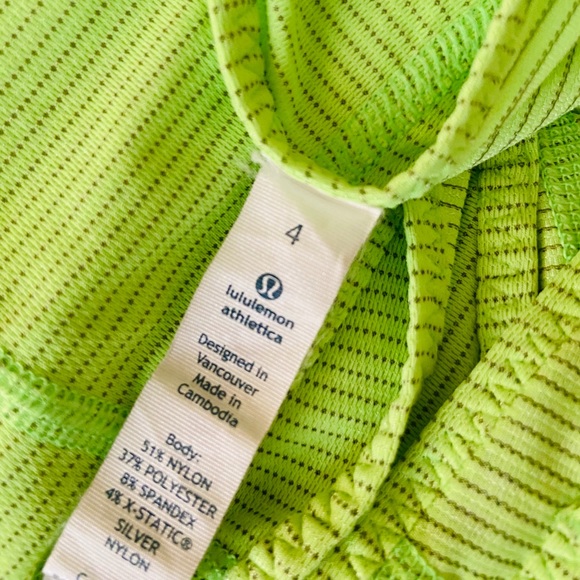 4
lululemon
athletica
Designed in
Vancouver
Made in
Cambodia
Body:
51% NYLON
37% POLYESTER
8% SPANDEX
4% X-STATIC®
SILVER
NYLON